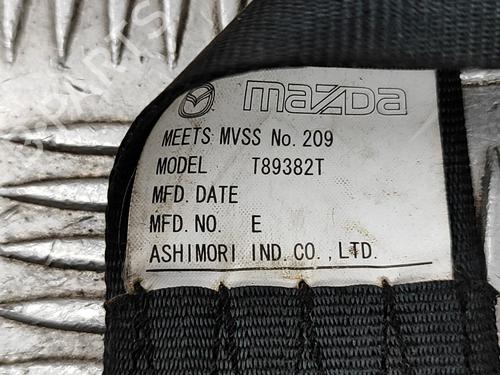 mazDa
MEETS MVSS No. 209
MODEL T89382T
MFD. DATE
MFD. NO. E
ASHIMORI IND. CO., LTD.